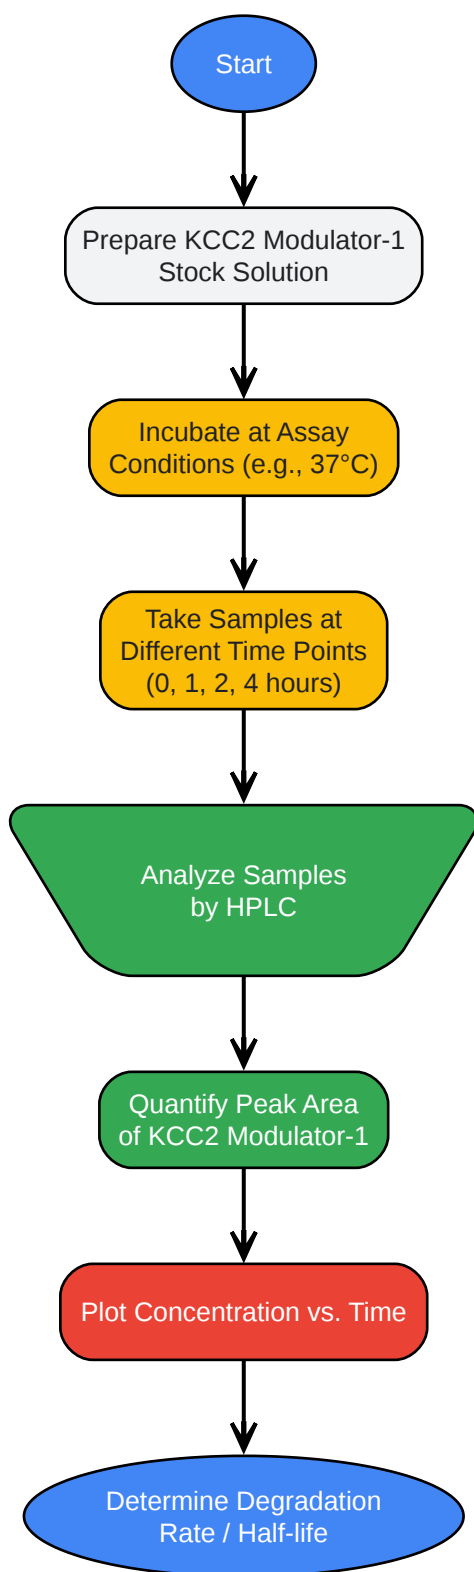 Start
Prepare KCC2 Modulator-1
Stock Solution
Incubate at Assay
Conditions (e.g., 37°C)
Take Samples at
Different Time Points
(0, 1, 2, 4 hours)
Analyze Samples
by HPLC
Quantify Peak Area
of KCC2 Modulator-1
Plot Concentration vs. Time
Determine Degradation
Rate / Half-life